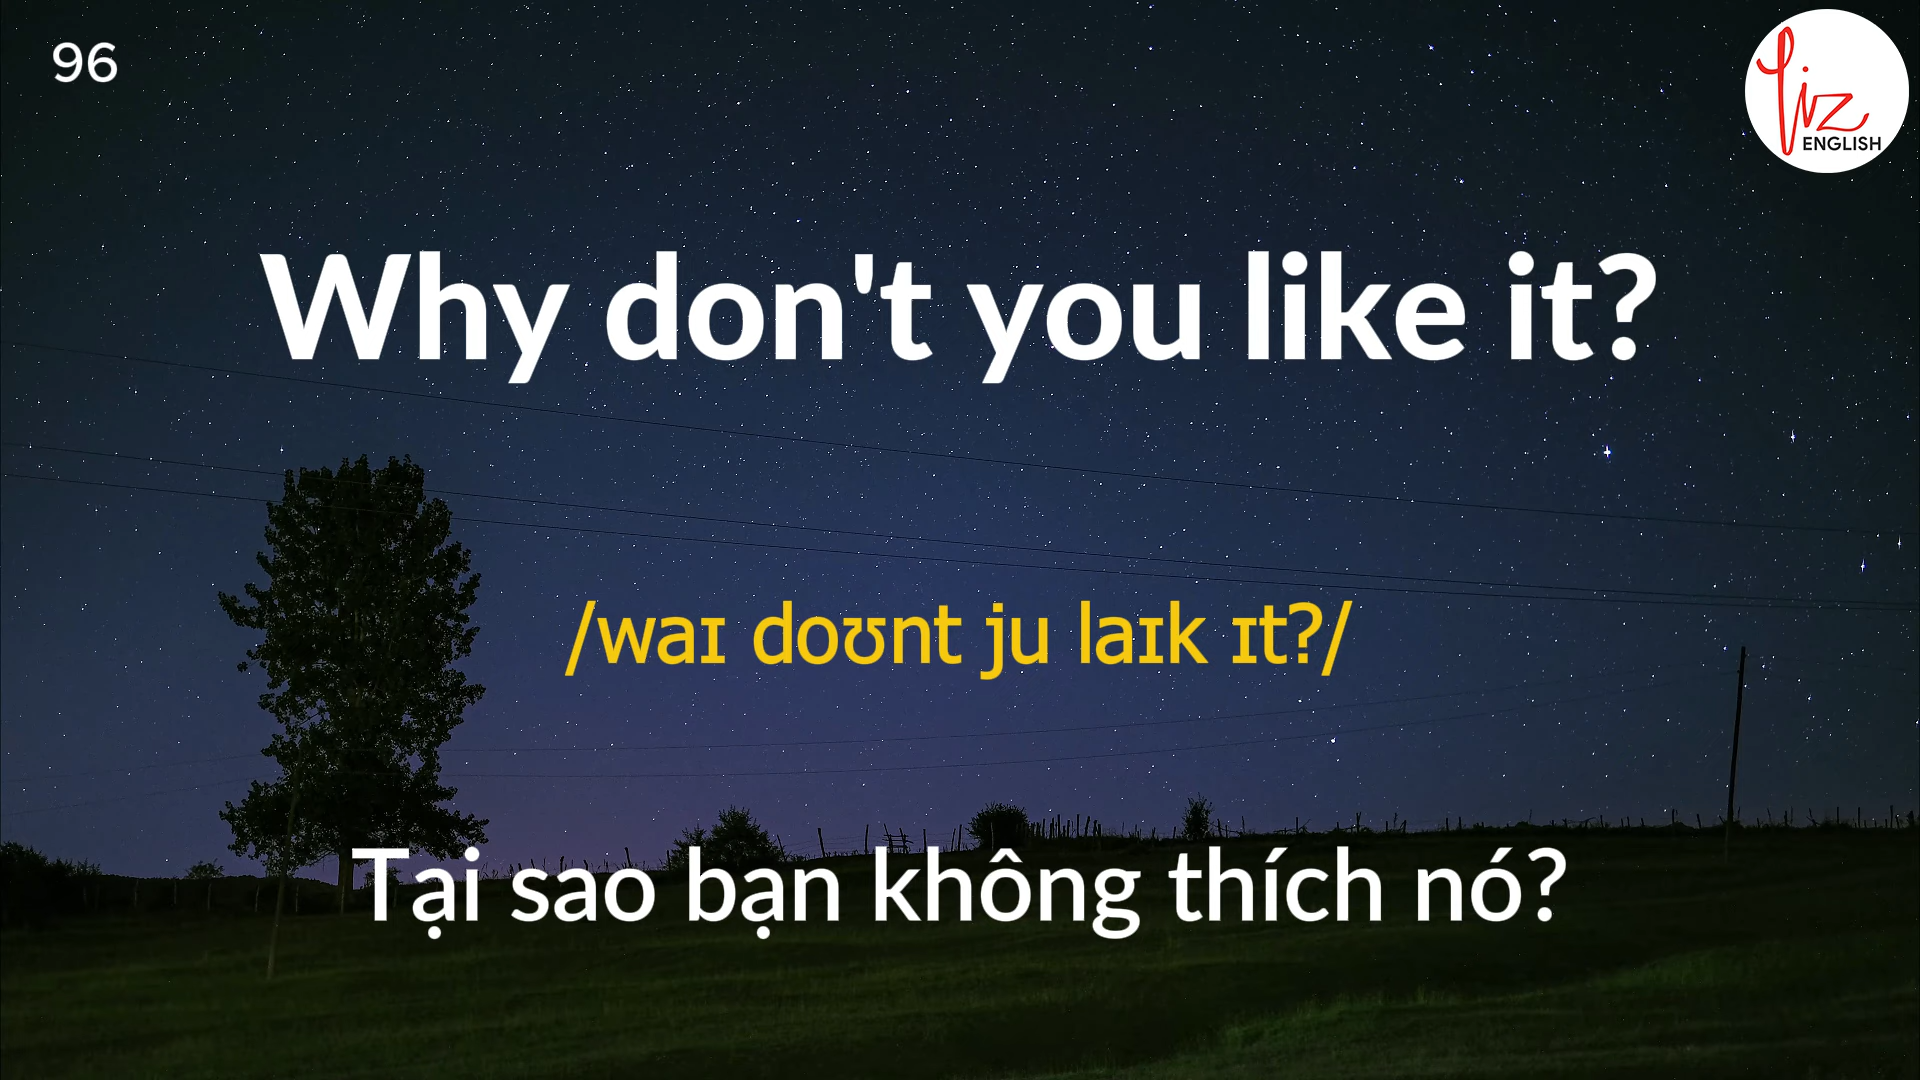 96
Liz
ENGLISH
Why don't you like it?
/waɪ doʊnt ju laɪk ɪt?/
Tại sao bạn không thích nó?